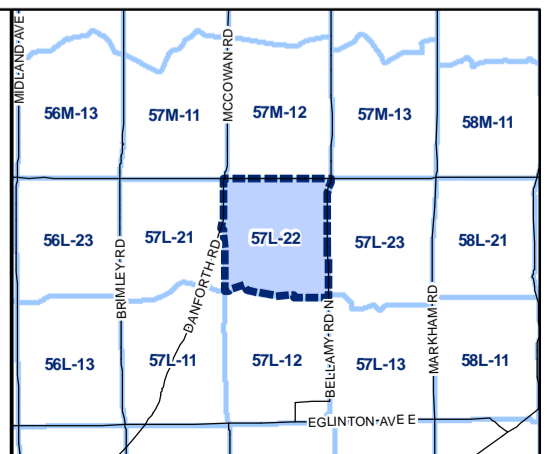 MIDLAND AVE
MCCOWAN RD
56M-13
57M-11
57M-12
57M-13
58M-11
56L-23
57L-21
57L-22
57L-23
58L-21
BRIMLEY RD
DANFORTH RD
BELLAMY RD N
MARKHAM RD
56L-13
57L-11
57L-12
57L-13
58L-11
EGLINTON AVE E